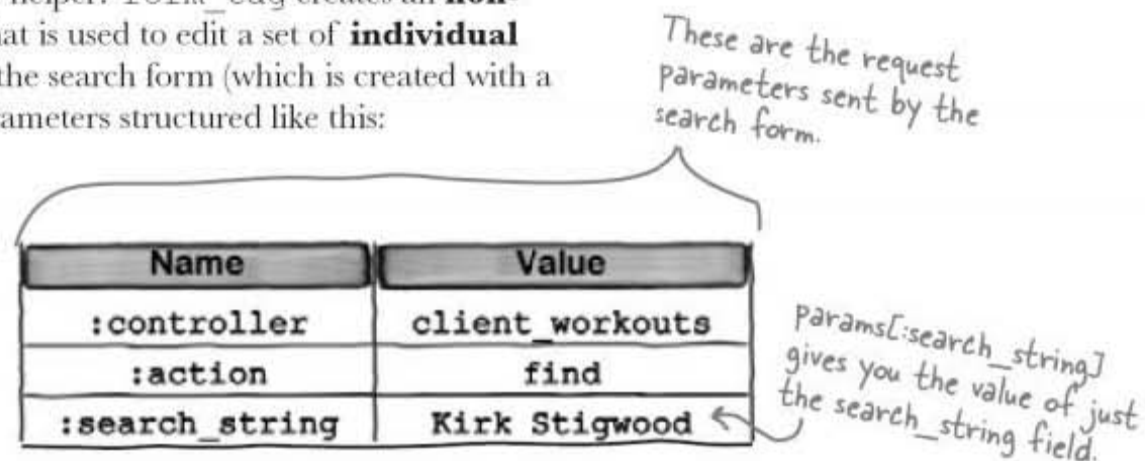 that is used to edit a set of individual
the search form (which is created with a
parameters structured like this:
These are the request
parameters sent by the
search form.
Name Value
:controller client_workouts
:action find
:search_string Kirk Stigwood
params[:search_string]
gives you the value of just
the search_string field.